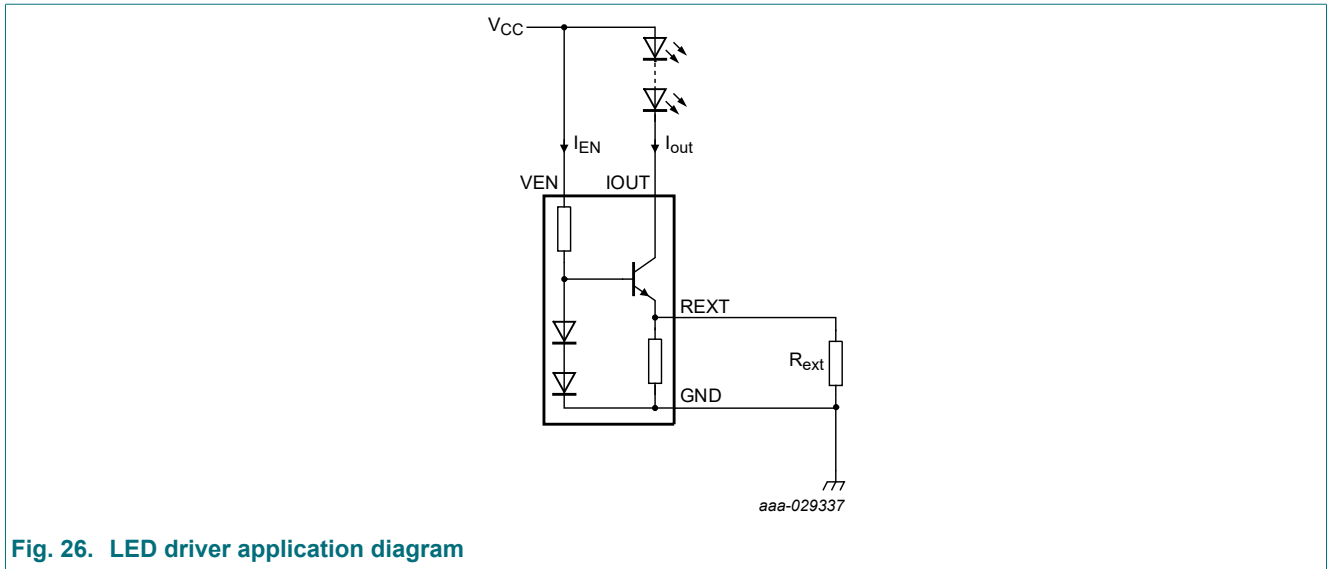 VCC
IEN
Iout
VEN
IOUT
REXT
Rext
GND
aaa-029337
Fig. 26. LED driver application diagram